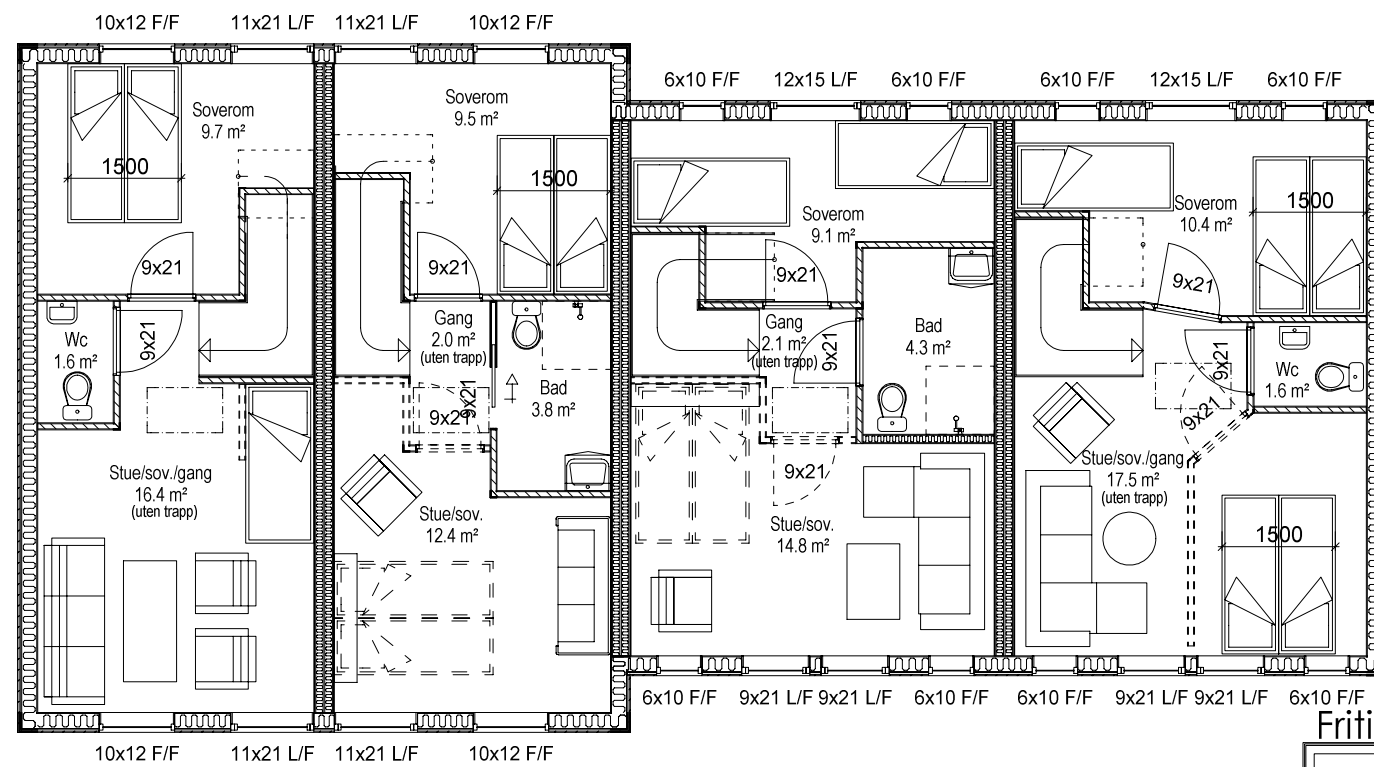 10x12 F/F 11x21 L/F 11x21 L/F 10x12 F/F
6x10 F/F 12x15 L/F 6x10 F/F 6x10 F/F 12x15 L/F 6x10 F/F
Soverom
9.7 m²
1500
9x21
Wc
1.6 m²
9x21
Stue/sov./gang
16.4 m²
(uten trapp)
Soverom
9.5 m²
1500
9x21
Gang
2.0 m²
(uten trapp)
9x21
9x21
Bad
3.8 m²
Stue/sov.
12.4 m²
Soverom
9.1 m²
9x21
Gang
2.1 m²
(uten trapp)
9x21
Bad
4.3 m²
9x21
Stue/sov.
14.8 m²
Soverom
10.4 m²
1500
9x21
9x21
Wc
1.6 m²
9x21
Stue/sov./gang
17.5 m²
(uten trapp)
1500
6x10 F/F 9x21 L/F 9x21 L/F 6x10 F/F 6x10 F/F 9x21 L/F 9x21 L/F 6x10 F/F
10x12 F/F 11x21 L/F 11x21 L/F 10x12 F/F
Friti